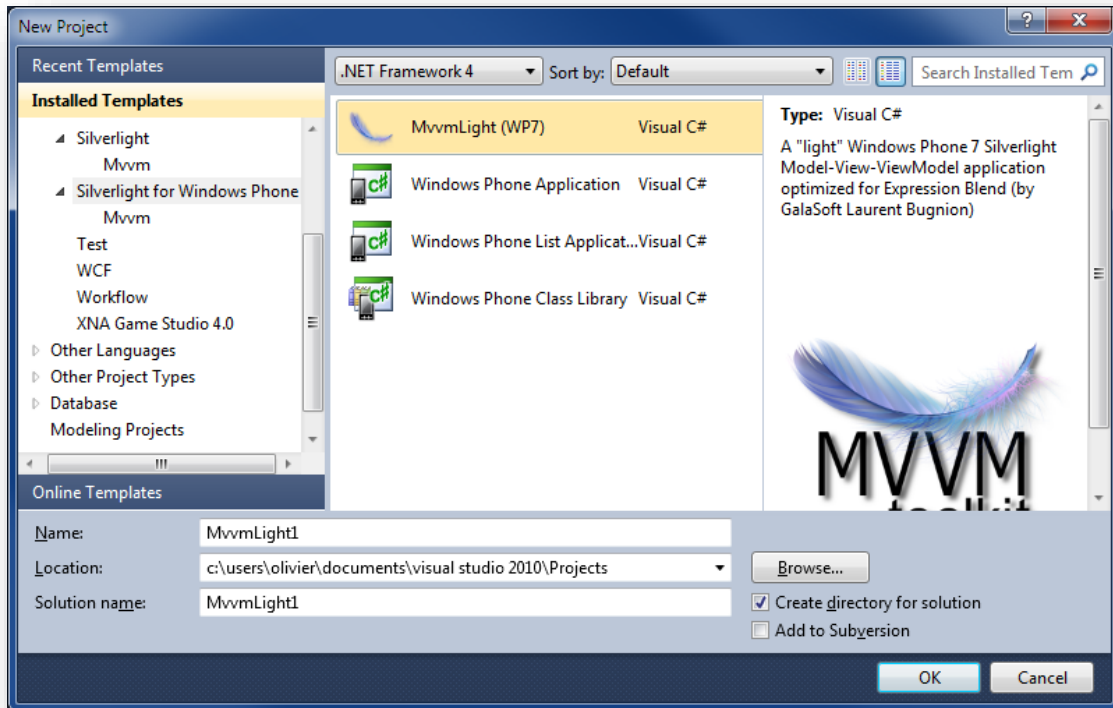 New Project
Recent Templates
Installed Templates
Silverlight
Mvvm
Silverlight for Windows Phone
Mvvm
Test
WCF
Workflow
XNA Game Studio 4.0
Other Languages
Other Project Types
Database
Modeling Projects
Online Templates
.NET Framework 4 Sort by: Default Search Installed Tem
MvvmLight (WP7) Visual C#
Windows Phone Application Visual C#
Windows Phone List Applicat...Visual C#
Windows Phone Class Library Visual C#
Type: Visual C#
A "light" Windows Phone 7 Silverlight
Model-View-ViewModel application
optimized for Expression Blend (by
GalaSoft Laurent Bugnion)
MVVM
toolkit
Name: MvvmLight1
Location: c:\users\olivier\documents\visual studio 2010\Projects Browse...
Solution name: MvvmLight1
Create directory for solution
Add to Subversion
OK Cancel